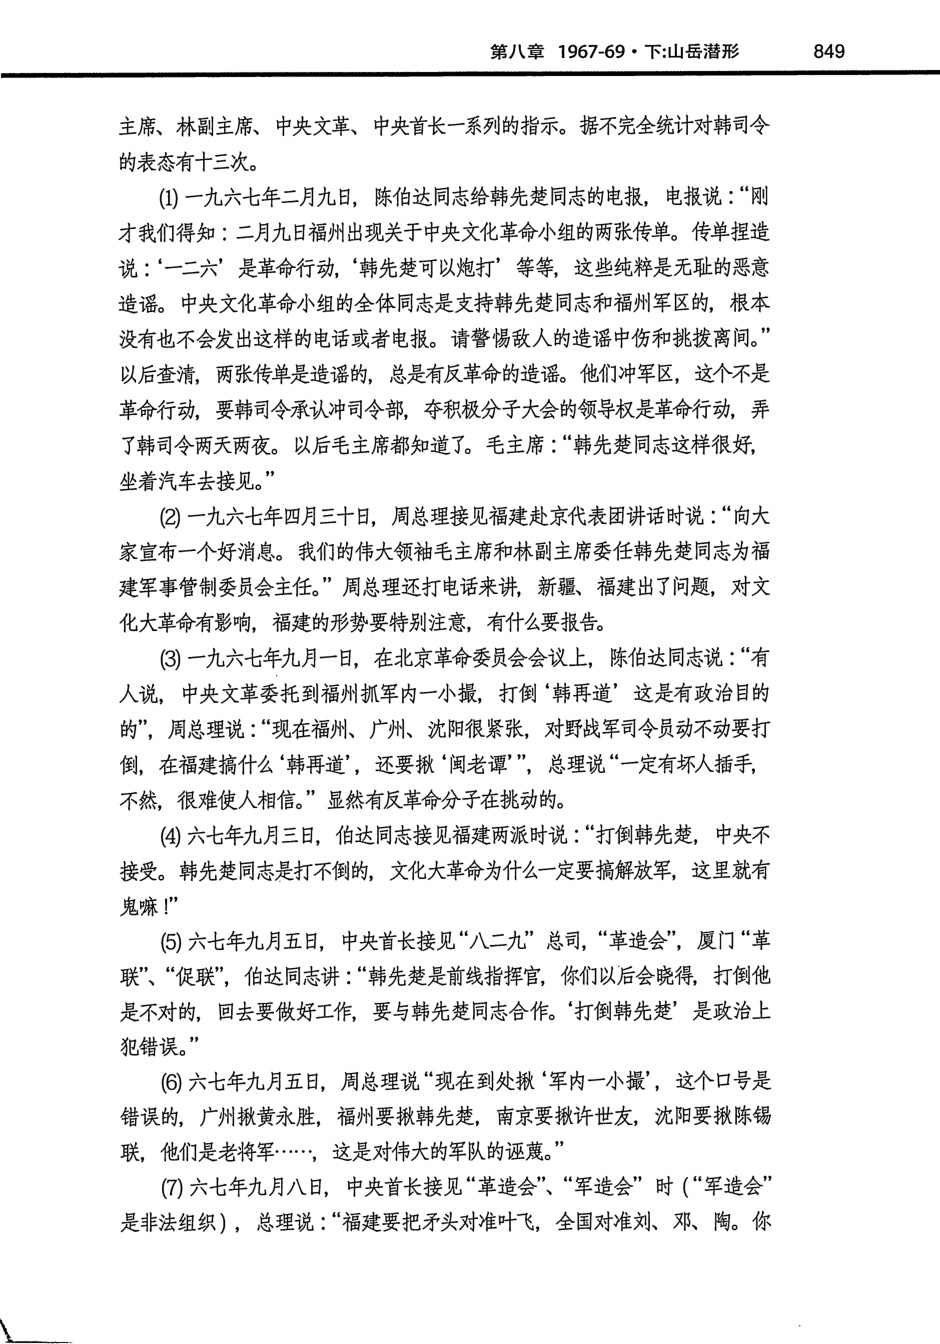 第八章 1967-69·下:山岳潜形 849
主席、林副主席、中央文革、中央首长一系列的指示。据不完全统计对韩司令
的表态有十三次。
(1) 一九六七年二月九日，陈伯达同志给韩先楚同志的电报，电报说：“刚
才我们得知：二月九日福州出现关于中央文化革命小组的两张传单。传单捏造
说：‘一二六’是革命行动，‘韩先楚可以炮打’等等，这些纯粹是无耻的恶意
造谣。中央文化革命小组的全体同志是支持韩先楚同志和福州军区的，根本
没有也不会发出这样的电话或者电报。请警惕敌人的造谣中伤和挑拨离间。”
以后查清，两张传单是造谣的，总是有反革命的造谣。他们冲军区，这个不是
革命行动，要韩司令承认冲司令部，夺积极分子大会的领导权是革命行动，弄
了韩司令两天两夜。以后毛主席都知道了。毛主席：“韩先楚同志这样很好，
坐着汽车去接见。”
(2) 一九六七年四月三十日，周总理接见福建赴京代表团讲话时说：“向大
家宣布一个好消息。我们的伟大领袖毛主席和林副主席委任韩先楚同志为福
建军事管制委员会主任。”周总理还打电话来讲，新疆、福建出了问题，对文
化大革命有影响，福建的形势要特别注意，有什么要报告。
(3) 一九六七年九月一日，在北京革命委员会会议上，陈伯达同志说：“有
人说，中央文革委托到福州抓军内一小撮，打倒‘韩再道’这是有政治目的
的”，周总理说：“现在福州、广州、沈阳很紧张，对野战军司令员动不动要打
倒，在福建搞什么‘韩再道’，还要揪‘闽老谭’”，总理说“一定有坏人插手，
不然，很难使人相信。”显然有反革命分子在挑动的。
(4) 六七年九月三日，伯达同志接见福建两派时说：“打倒韩先楚，中央不
接受。韩先楚同志是打不倒的，文化大革命为什么一定要搞解放军，这里就有
鬼嘛！”
(5) 六七年九月五日，中央首长接见“八二九”总司，“革造会”，厦门“革
联”、“促联”，伯达同志讲：“韩先楚是前线指挥官，你们以后会晓得，打倒他
是不对的，回去要做好工作，要与韩先楚同志合作。‘打倒韩先楚’是政治上
犯错误。”
(6) 六七年九月五日，周总理说“现在到处揪‘军内一小撮’，这个口号是
错误的，广州揪黄永胜，福州要揪韩先楚，南京要揪许世友，沈阳要揪陈锡
联，他们是老将军……，这是对伟大的军队的诬蔑。”
(7) 六七年九月八日，中央首长接见“革造会”、“军造会”时（“军造会”
是非法组织），总理说：“福建要把矛头对准叶飞，全国对准刘、邓、陶。你